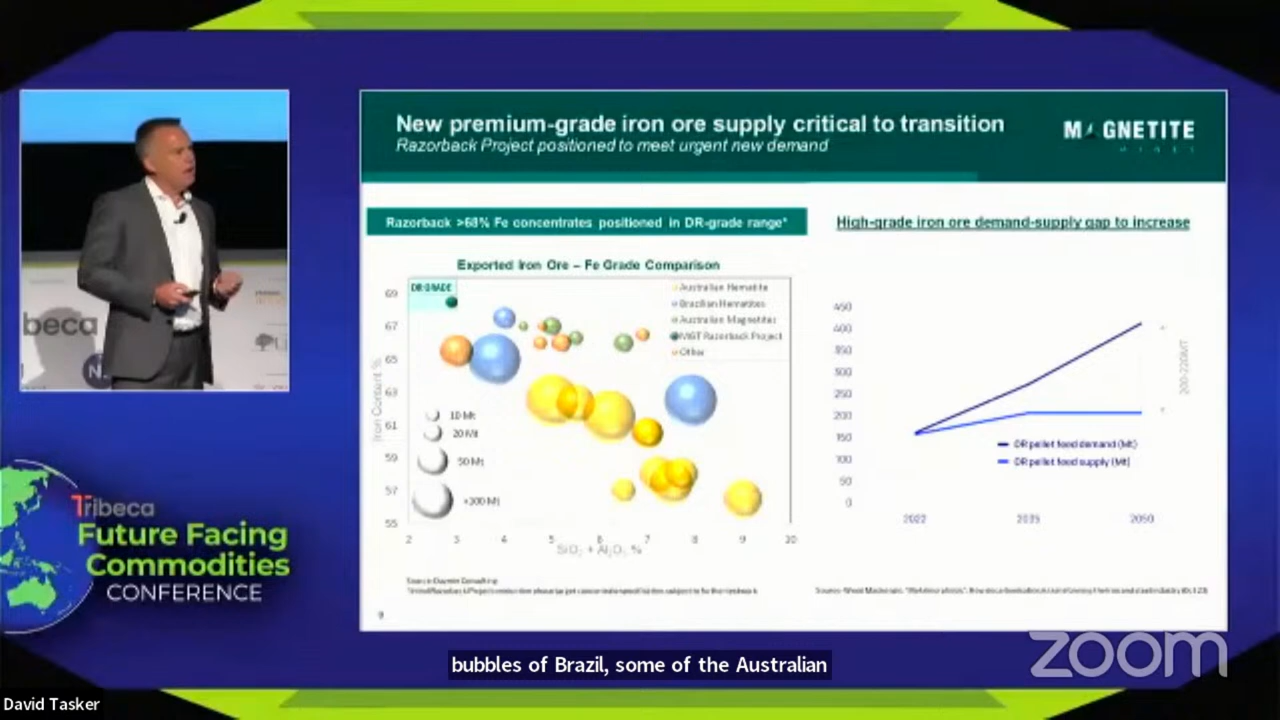 New premium-grade iron ore supply critical to transition
Razorback Project positioned to meet urgent new demand
M GNETITE
MINES
Razorback >68% Fe concentrates positioned in DR-grade range*
High-grade iron ore demand-supply gap to increase
Exported Iron Ore – Fe Grade Comparison
DR GRADE
Australian Hematite
Brazilian Hematites
Australian Magnetites
MGT Razorback Project
Other
69
67
65
63
61
59
57
55
Iron Content %
10 Mt
20 Mt
50 Mt
2 3 4 5 6 7 8 9 10
SiO₂ + Al₂O₃ %
450
400
350
300
250
200
150
100
50
0
DR pellet feed demand (Mt)
DR pellet feed supply (Mt)
2022 2035 2050
9
beca
Tribeca
Future Facing
Commodities
CONFERENCE
bubbles of Brazil, some of the Australian
zoom
David Tasker